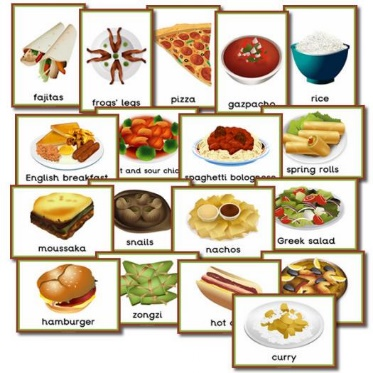 fajitas
frogs' legs
pizza
gazpacho
rice
English breakfast
t and sour chic
spaghetti bolognese
spring rolls
moussaka
snails
nachos
Greek salad
hamburger
zongzi
hot
curry